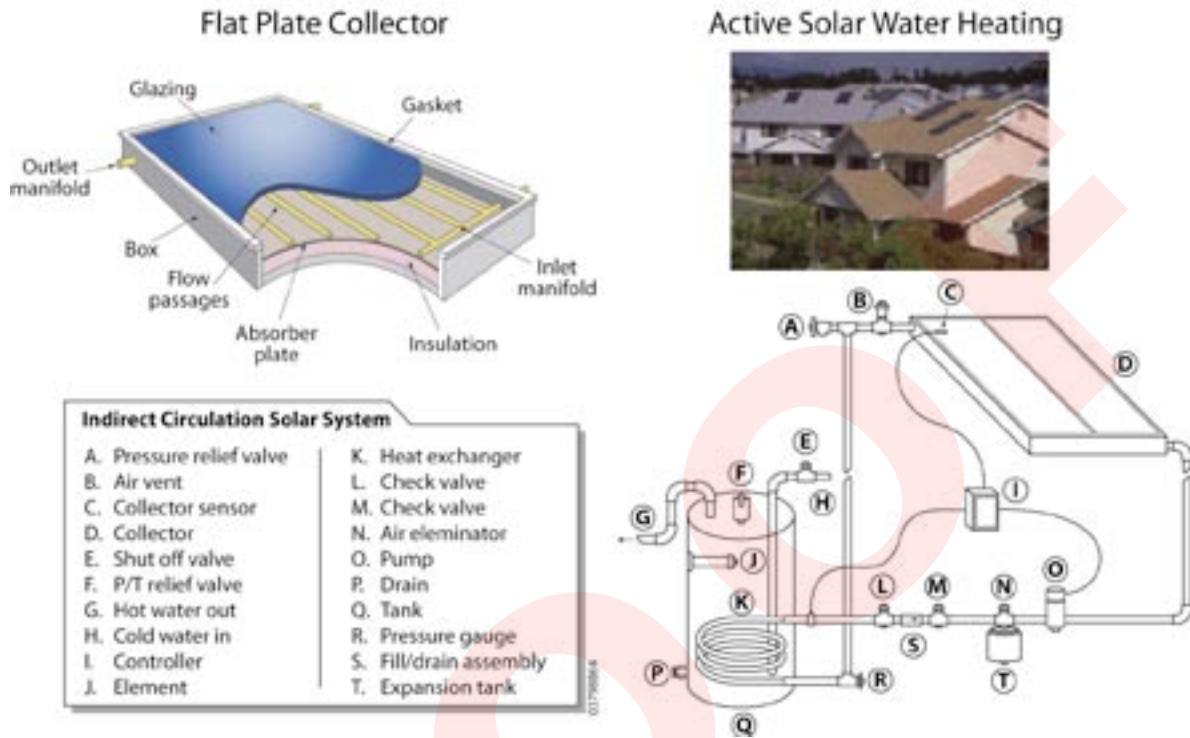 Flat Plate Collector
Glazing
Gasket
Outlet
manifold
Box
Flow
passages
Absorber
plate
Insulation
Inlet
manifold
Indirect Circulation Solar System
A. Pressure relief valve
B. Air vent
C. Collector sensor
D. Collector
E. Shut off valve
F. P/T relief valve
G. Hot water out
H. Cold water in
I. Controller
J. Element
K. Heat exchanger
L. Check valve
M. Check valve
N. Air eleminator
O. Pump
P. Drain
Q. Tank
R. Pressure gauge
S. Fill/drain assembly
T. Expansion tank
Active Solar Water Heating
B
C
A
D
E
F
H
I
G
J
O
K
L
M
N
S
P
R
T
Q